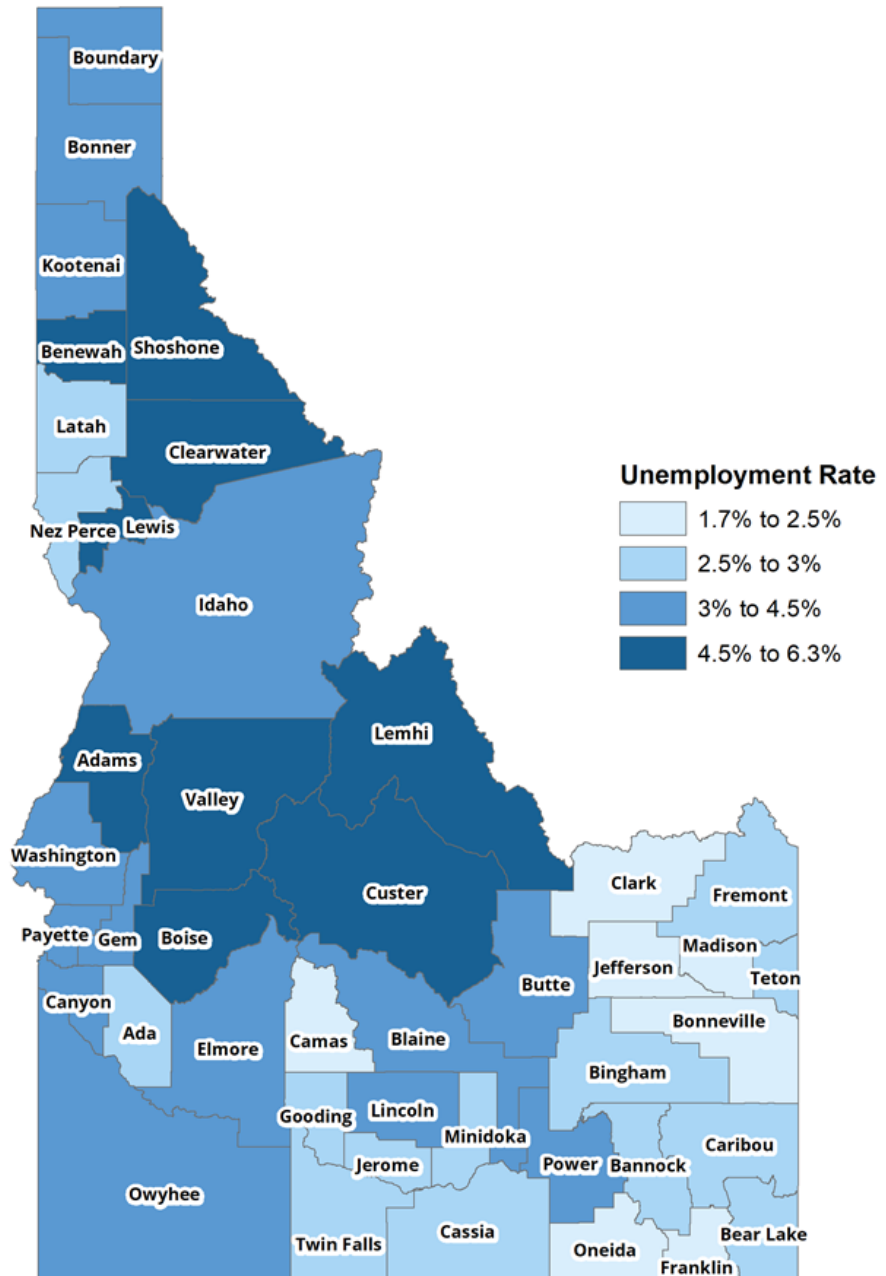 Boundary
Bonner
Kootenai
Benewah
Shoshone
Latah
Clearwater
Nez Perce
Lewis
Idaho
Unemployment Rate
1.7% to 2.5%
2.5% to 3%
3% to 4.5%
4.5% to 6.3%
Lemhi
Adams
Valley
Washington
Custer
Clark
Fremont
Payette
Gem
Boise
Madison
Jefferson
Teton
Butte
Canyon
Ada
Camas
Blaine
Bonneville
Elmore
Bingham
Gooding
Lincoln
Minidoka
Caribou
Jerome
Power
Bannock
Owyhee
Twin Falls
Cassia
Oneida
Bear Lake
Franklin